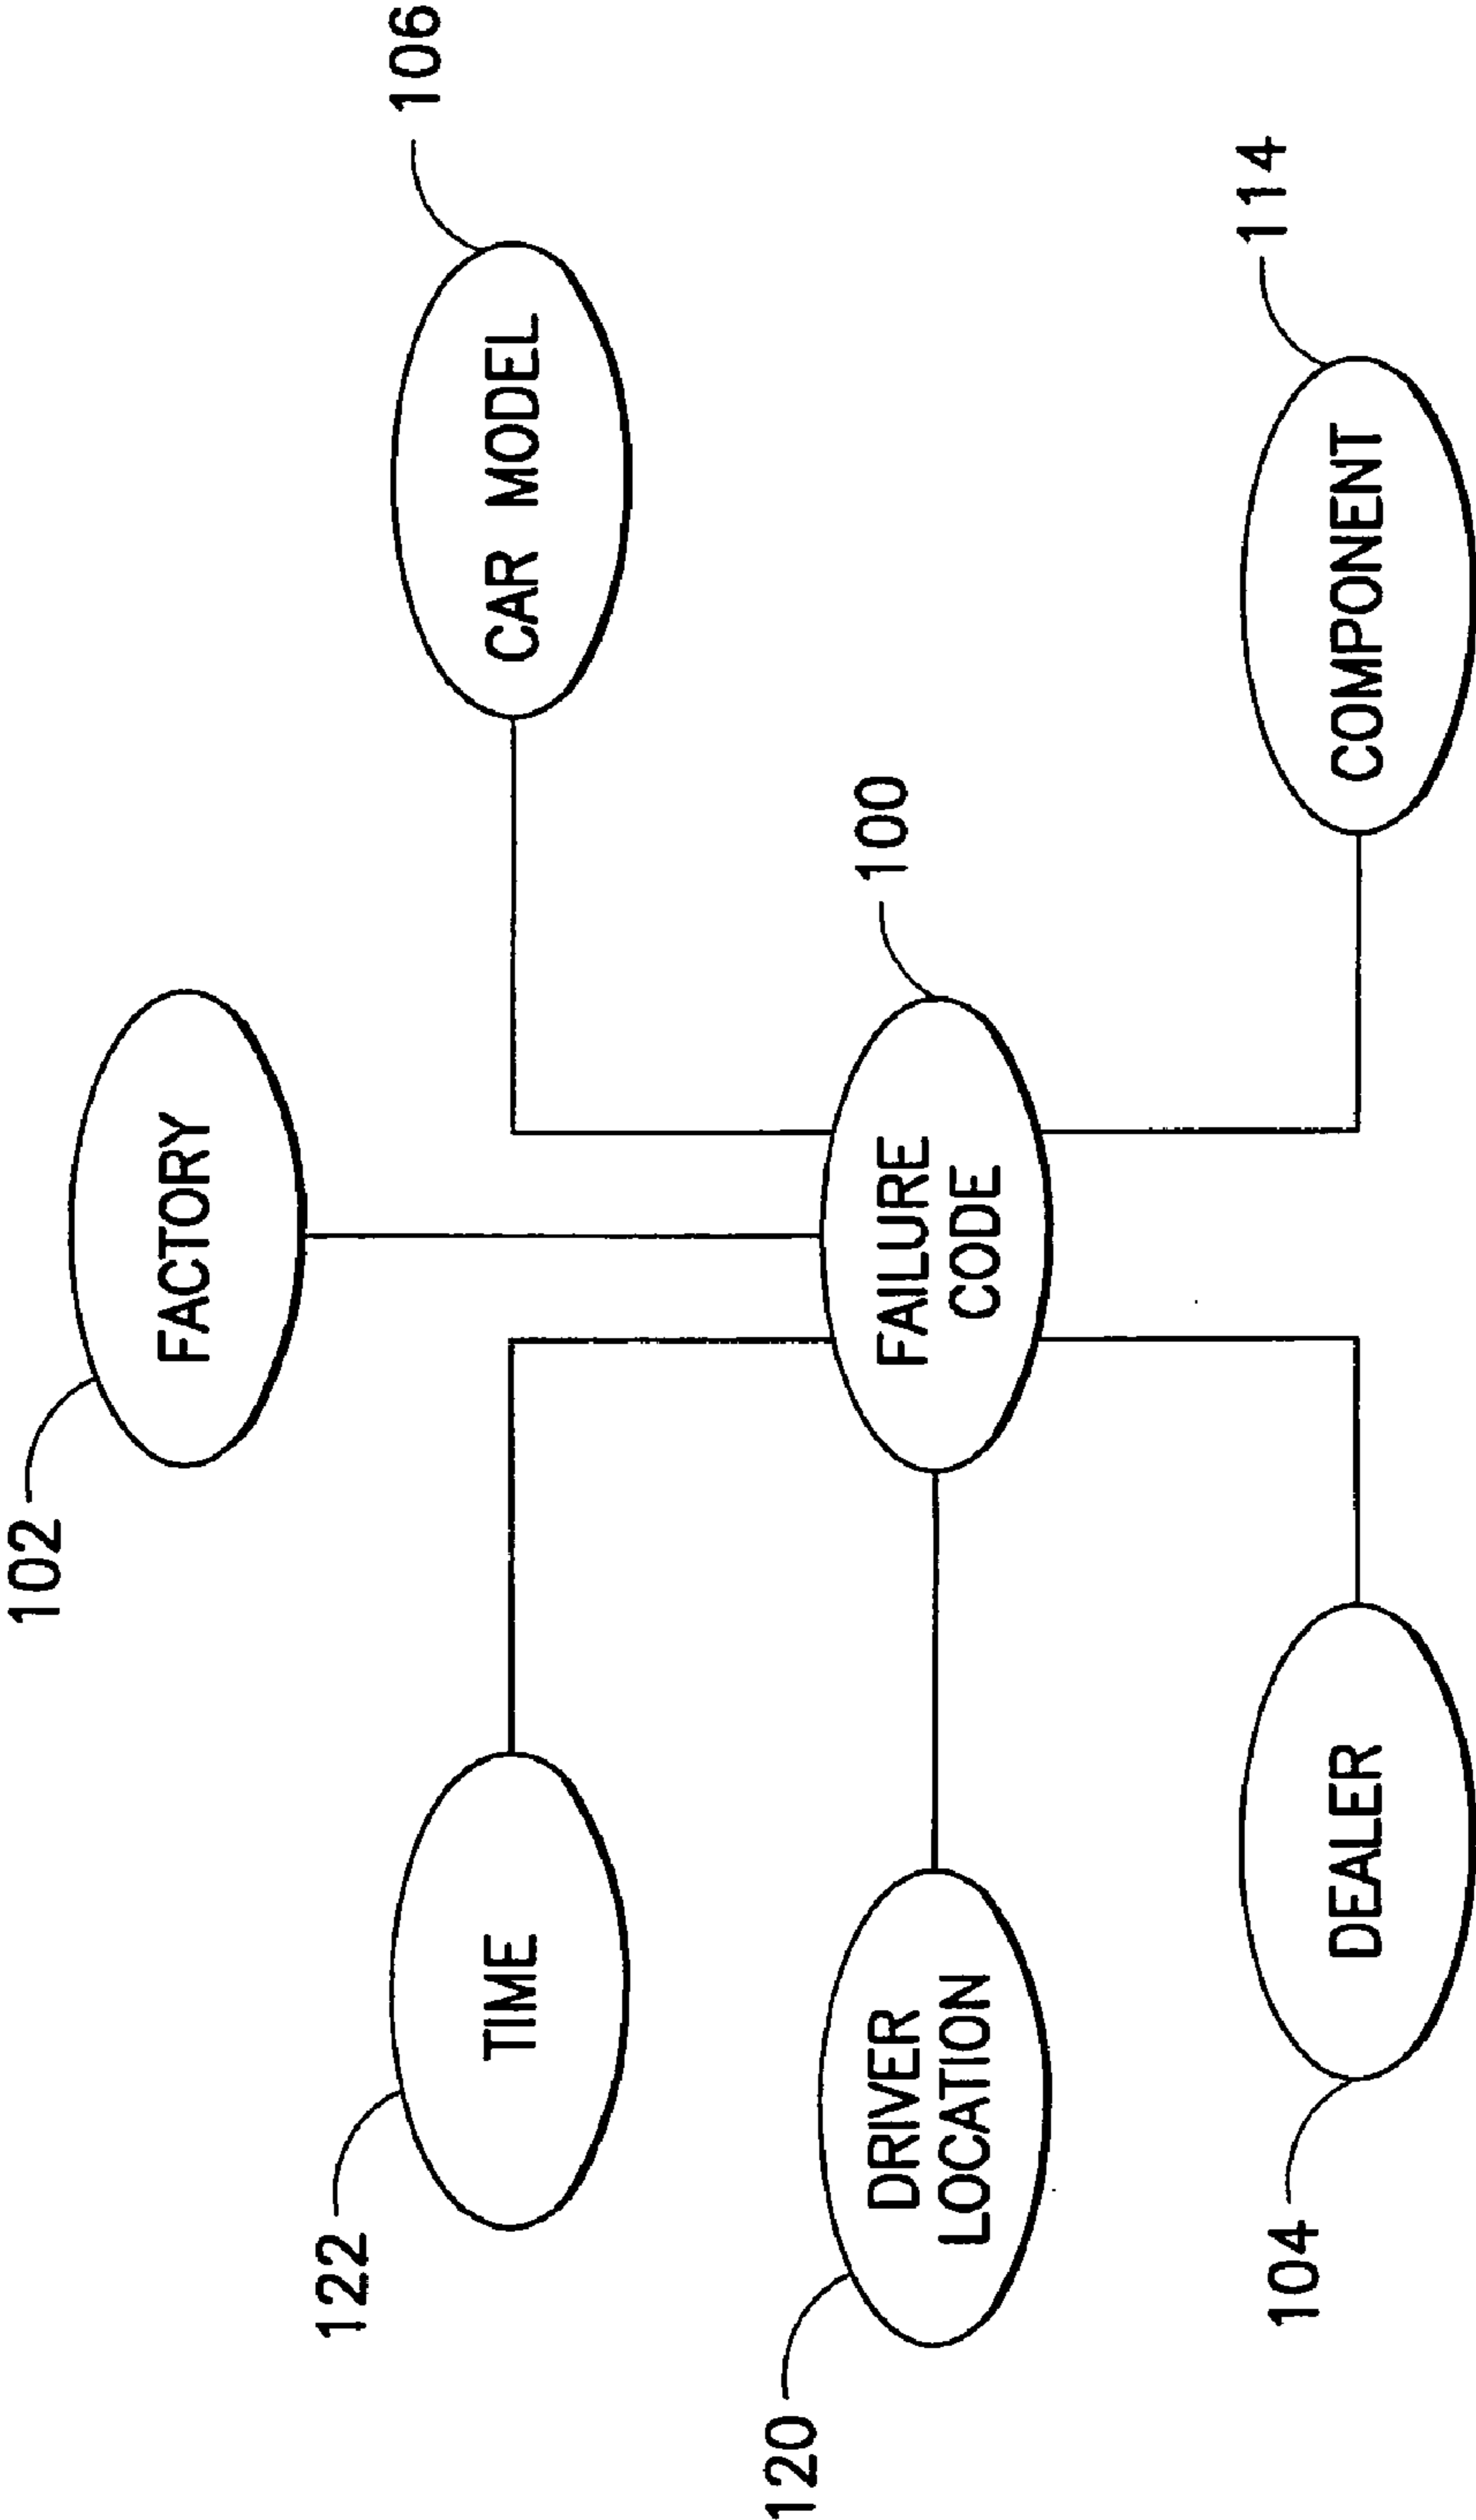 102
FACTORY
122
TIME
CAR MODEL
106
120
DRIVER
LOCATION
FAILURE
CODE
100
104
DEALER
COMPONENT
114